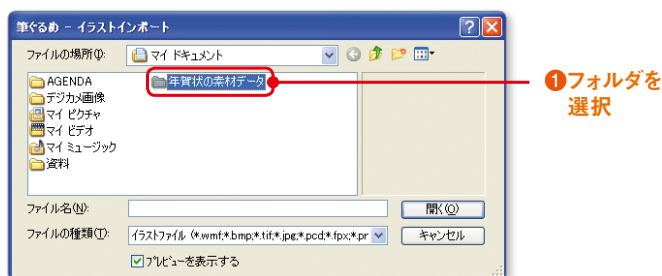 筆ぐるめ - イラストインポート
ファイルの場所(I):
マイ ドキュメント
AGENDA
デジカメ画像
マイ ピクチャ
マイ ビデオ
マイ ミュージック
資料
年賀状の素材データ
❶フォルダを
選択
ファイル名(N):
開く(O)
ファイルの種類(T):
イラストファイル (*.wmf;*.bmp;*.tif;*.jpg;*.pcd;*.fpx;*.pr
キャンセル
プレビューを表示する